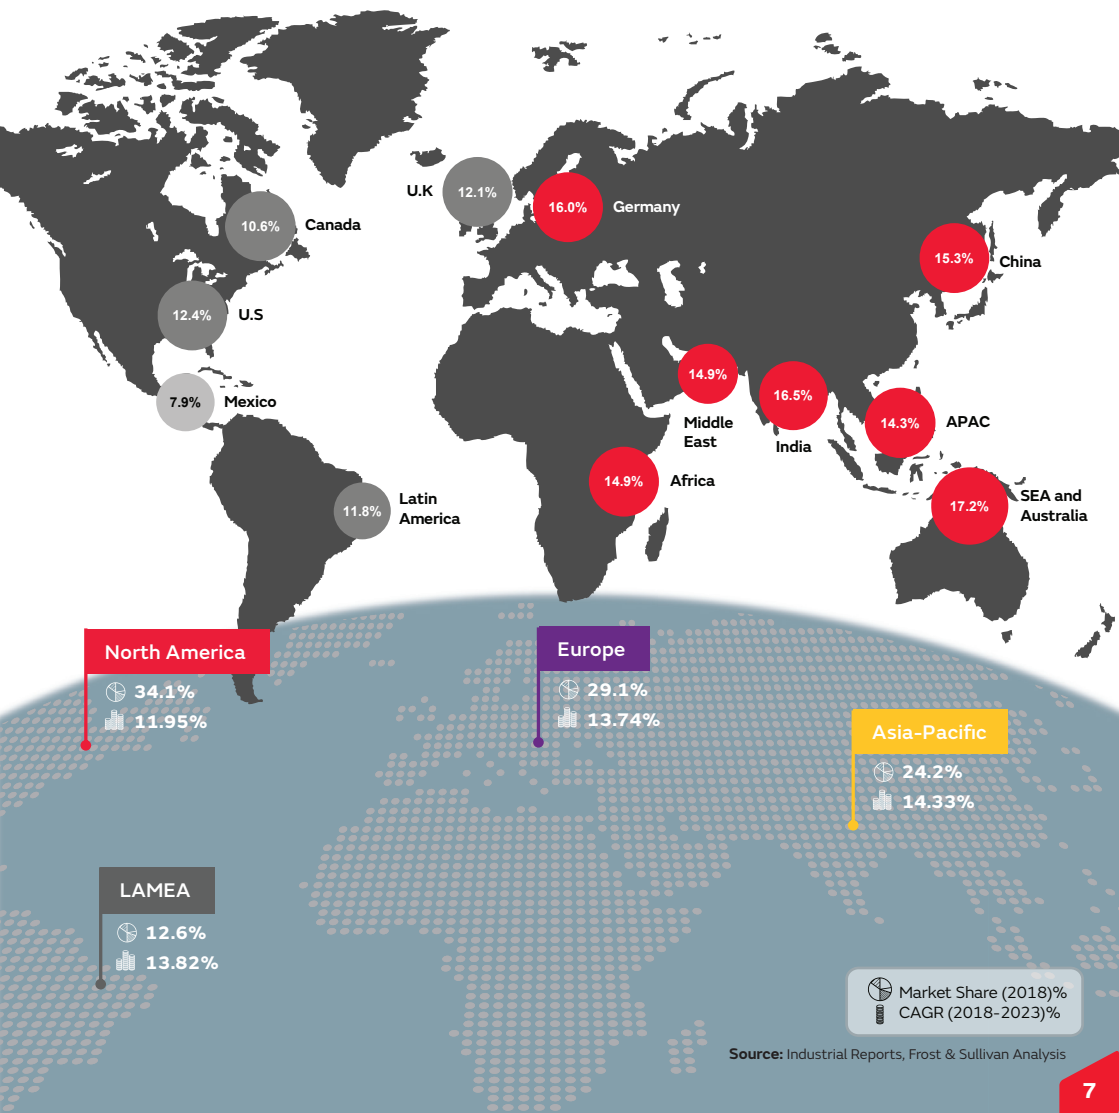 U.K
12.1%
16.0%
Germany
10.6%
Canada
15.3%
China
12.4%
U.S
14.9%
Middle
East
16.5%
India
7.9%
Mexico
14.3%
APAC
14.9%
Africa
11.8%
Latin
America
17.2%
SEA and
Australia
North America
34.1%
11.95%
Europe
29.1%
13.74%
Asia-Pacific
24.2%
14.33%
LAMEA
12.6%
13.82%
Market Share (2018)%
CAGR (2018-2023)%
Source: Industrial Reports, Frost & Sullivan Analysis
7